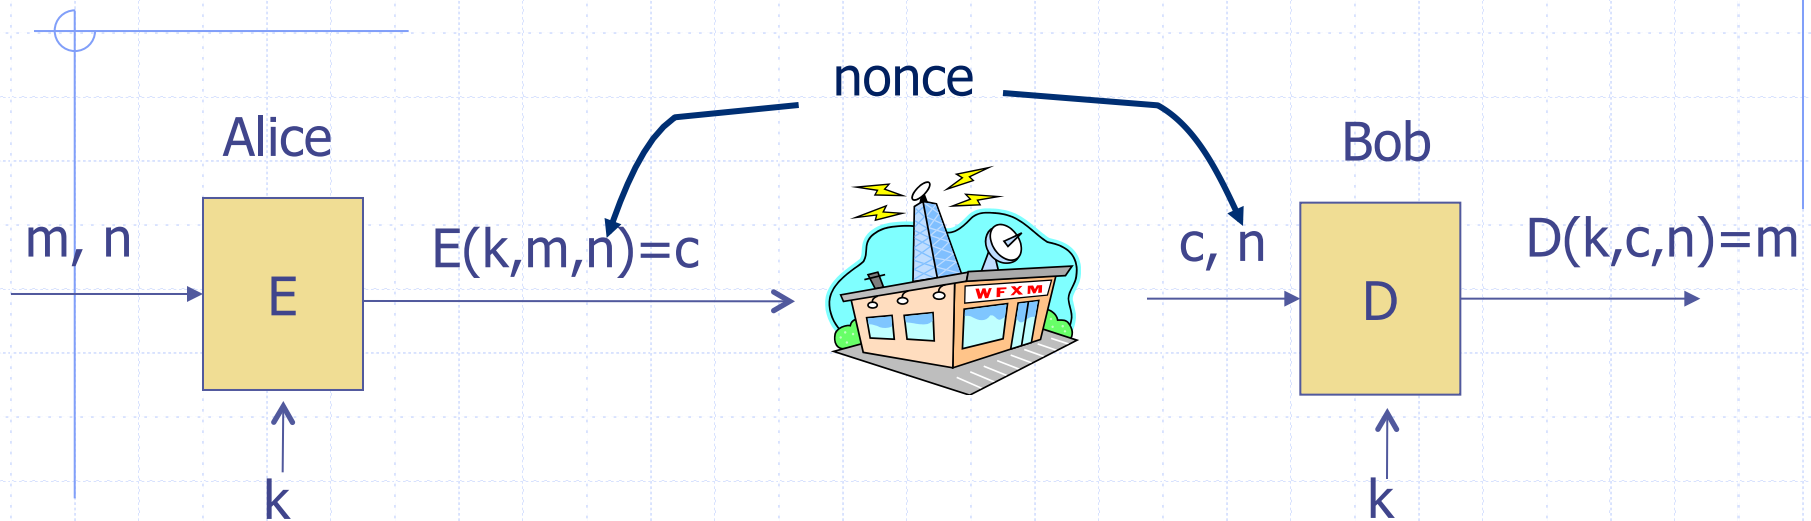 nonce
Alice
Bob
m, n
E(k,m,n)=c
c, n
D(k,c,n)=m
E
WFXM
D
k
k